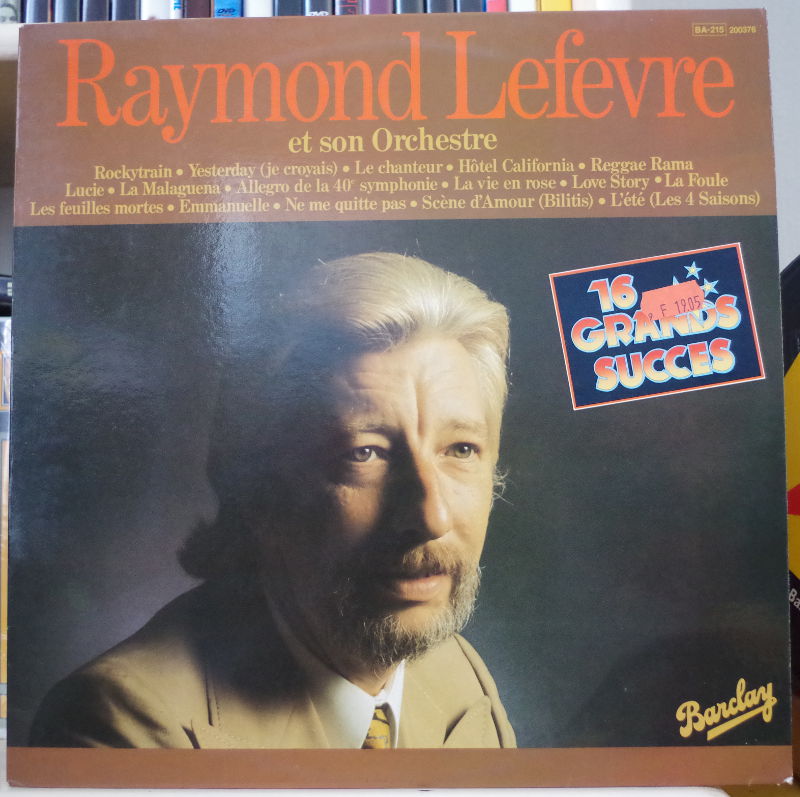 BA-215 200376
Raymond Lefevre
et son Orchestre
Rockytrain • Yesterday (je croyais) • Le chanteur • Hôtel California • Reggae Rama
Lucie • La Malaguena • Allegro de la 40e symphonie • La vie en rose • Love Story • La Foule
Les feuilles mortes • Emmanuelle • Ne me quitte pas • Scène d'Amour (Bilitis) • L'été (Les 4 Saisons)
16
F 1905
GRANDS
SUCCES
Barclay